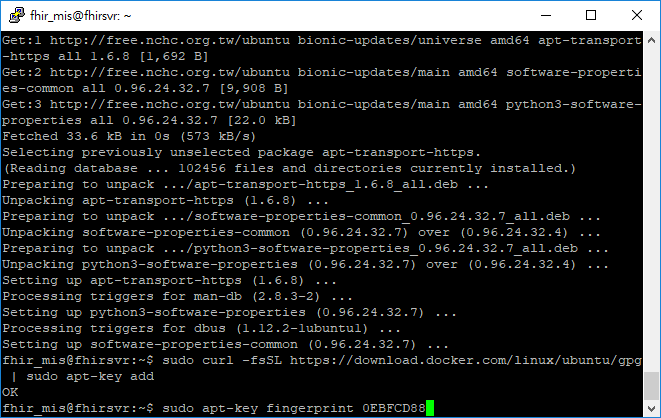 fhir_mis@fhirsvr: ~
Get:1 http://free.nchc.org.tw/ubuntu bionic-updates/universe amd64 apt-transport
-https all 1.6.8 [1,692 B]
Get:2 http://free.nchc.org.tw/ubuntu bionic-updates/main amd64 software-properti
es-common all 0.96.24.32.7 [9,908 B]
Get:3 http://free.nchc.org.tw/ubuntu bionic-updates/main amd64 python3-software-
properties all 0.96.24.32.7 [22.0 kB]
Fetched 33.6 kB in 0s (573 kB/s)
Selecting previously unselected package apt-transport-https.
(Reading database ... 102456 files and directories currently installed.)
Preparing to unpack .../apt-transport-https_1.6.8_all.deb ...
Unpacking apt-transport-https (1.6.8) ...
Preparing to unpack .../software-properties-common_0.96.24.32.7_all.deb ...
Unpacking software-properties-common (0.96.24.32.7) over (0.96.24.32.4) ...
Preparing to unpack .../python3-software-properties_0.96.24.32.7_all.deb ...
Unpacking python3-software-properties (0.96.24.32.7) over (0.96.24.32.4) ...
Setting up apt-transport-https (1.6.8) ...
Processing triggers for man-db (2.8.3-2) ...
Setting up python3-software-properties (0.96.24.32.7) ...
Processing triggers for dbus (1.12.2-1ubuntu1) ...
Setting up software-properties-common (0.96.24.32.7) ...
fhir_mis@fhirsvr:~$ sudo curl -fsSL https://download.docker.com/linux/ubuntu/gpg
 | sudo apt-key add
OK
fhir_mis@fhirsvr:~$ sudo apt-key fingerprint 0EBFCD88